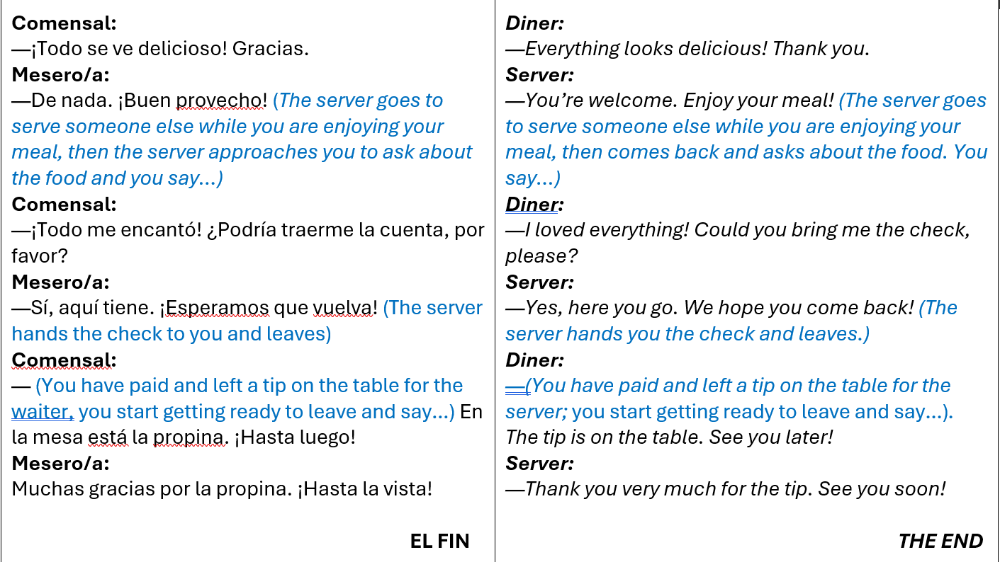 Comensal:
—¡Todo se ve delicioso! Gracias.
Mesero/a:
—De nada. ¡Buen provecho! (The server goes to
serve someone else while you are enjoying your
meal, then the server approaches you to ask about
the food and you say...)
Comensal:
—¡Todo me encantó! ¿Podría traerme la cuenta, por
favor?
Mesero/a:
—Sí, aquí tiene. ¡Esperamos que vuelva! (The server
hands the check to you and leaves)
Comensal:
— (You have paid and left a tip on the table for the
waiter, you start getting ready to leave and say...) En
la mesa está la propina. ¡Hasta luego!
Mesero/a:
Muchas gracias por la propina. ¡Hasta la vista!
EL FIN
Diner:
—Everything looks delicious! Thank you.
Server:
—You’re welcome. Enjoy your meal! (The server goes
to serve someone else while you are enjoying your
meal, then comes back and asks about the food. You
say...)
Diner:
—I loved everything! Could you bring me the check,
please?
Server:
—Yes, here you go. We hope you come back! (The
server hands you the check and leaves.)
Diner:
—(You have paid and left a tip on the table for the
server; you start getting ready to leave and say...).
The tip is on the table. See you later!
Server:
—Thank you very much for the tip. See you soon!
THE END